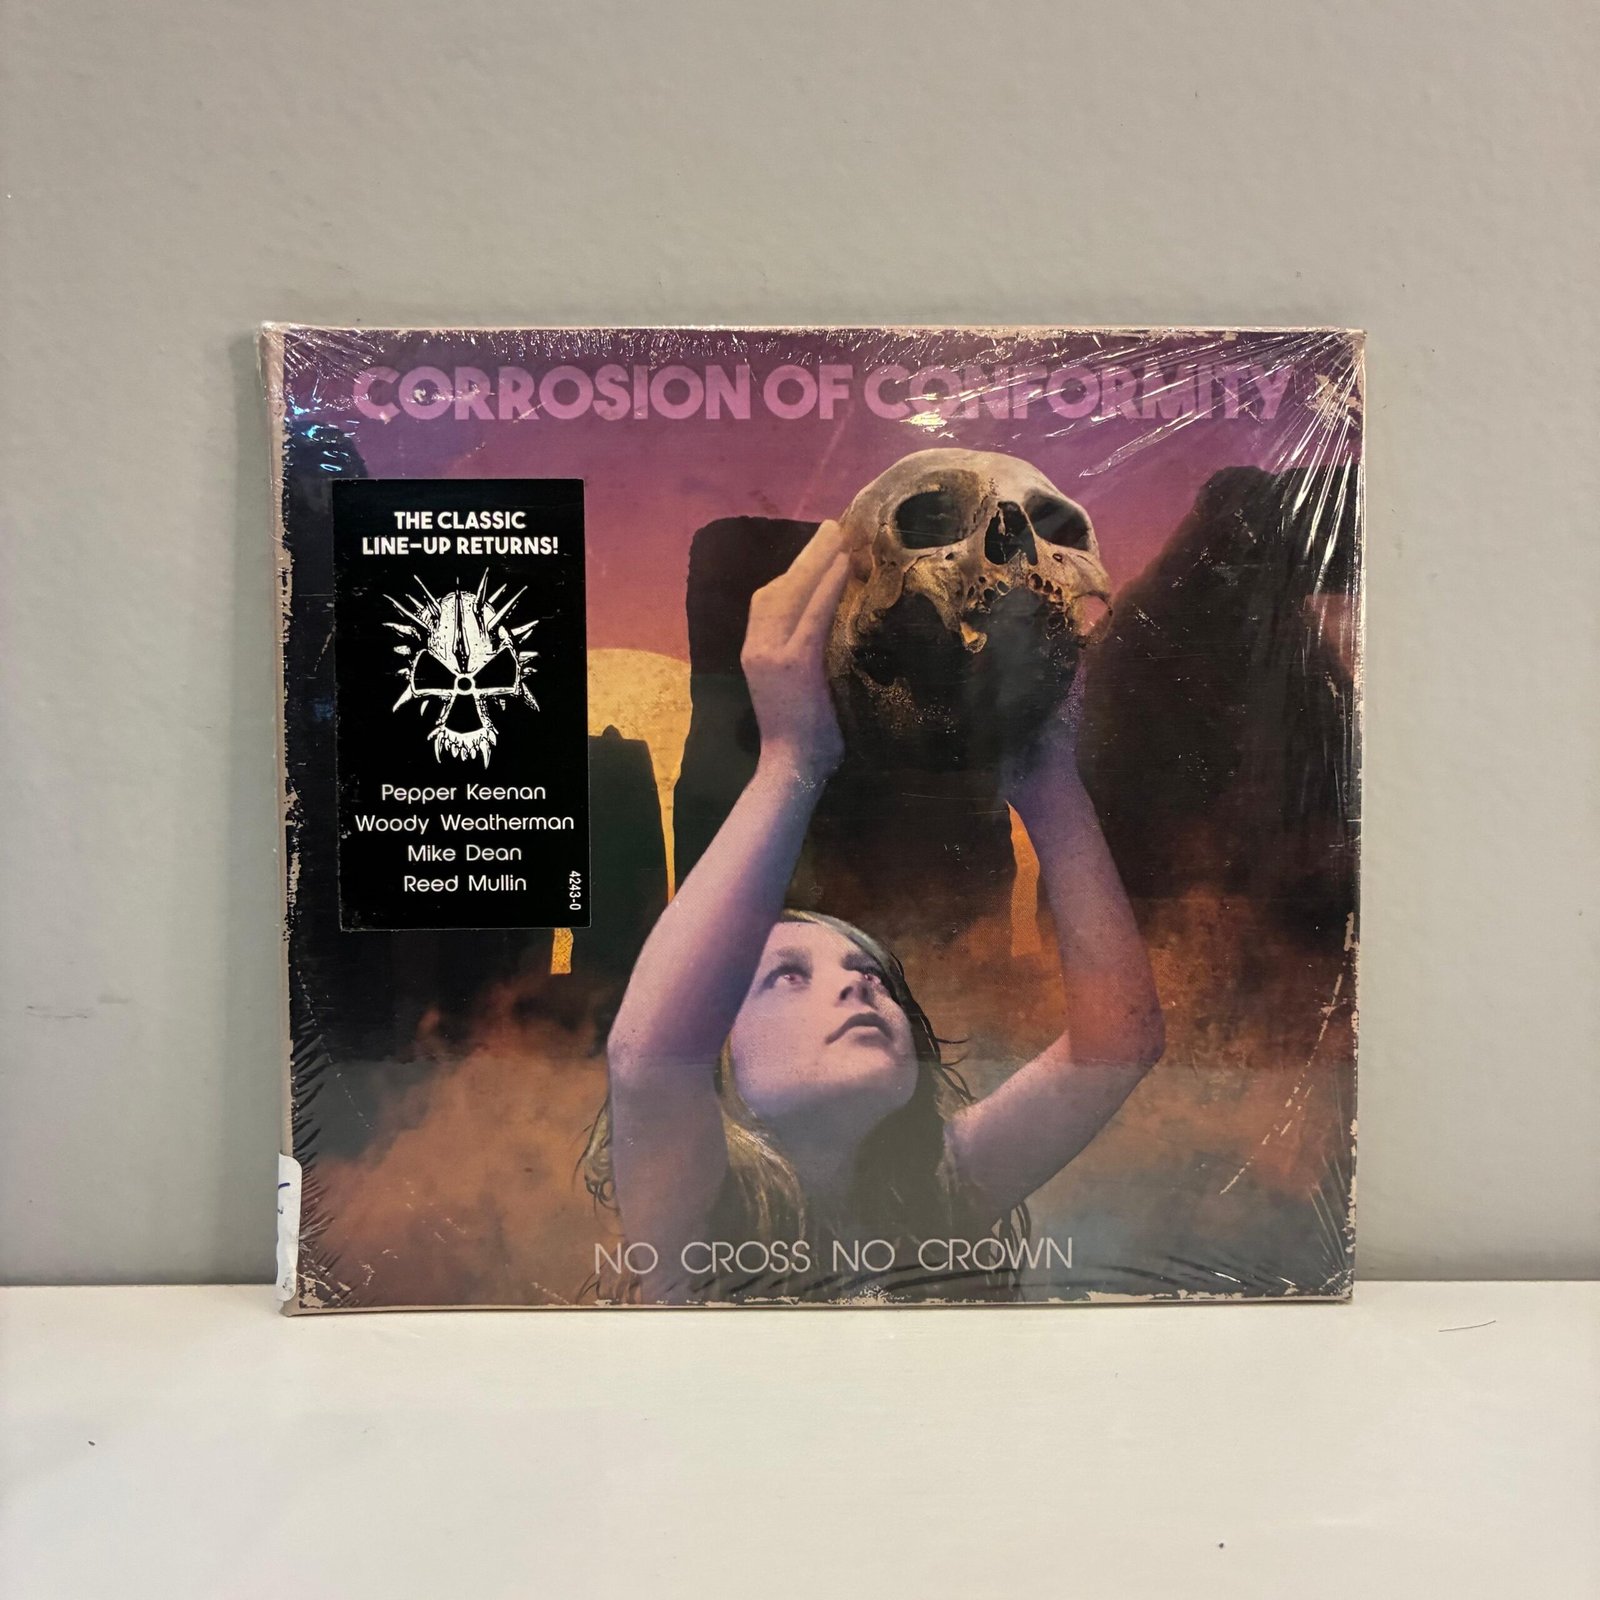 CORROSION OF CONFORMITY
THE CLASSIC
LINE-UP RETURNS!
Pepper Keenan
Woody Weatherman
Mike Dean
Reed Mullin
4243-0
NO CROSS NO CROWN